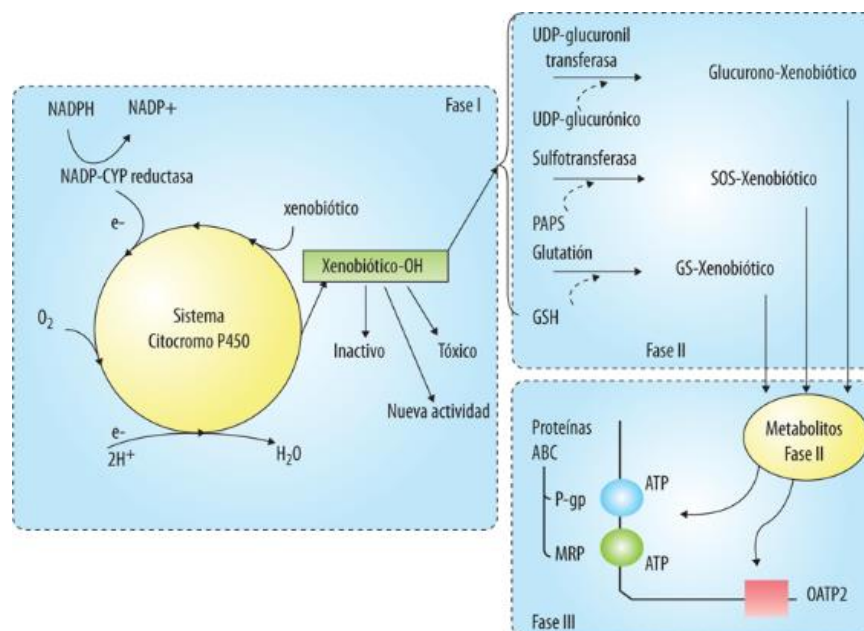 Fase I
NADPH
NADP+
NADP-CYP reductasa
e-
xenobiótico
Xenobiótico-OH
O2
Sistema
Citocromo P450
Inactivo
Tóxico
Nueva actividad
e-
2H+
H2O
UDP-glucuronil
transferasa
Glucurono-Xenobiótico
UDP-glucurónico
Sulfotransferasa
SOS-Xenobiótico
PAPS
Glutatión
GS-Xenobiótico
GSH
Fase II
Proteínas
ABC
Metabolitos
Fase II
ATP
P-gp
MRP
ATP
OATP2
Fase III